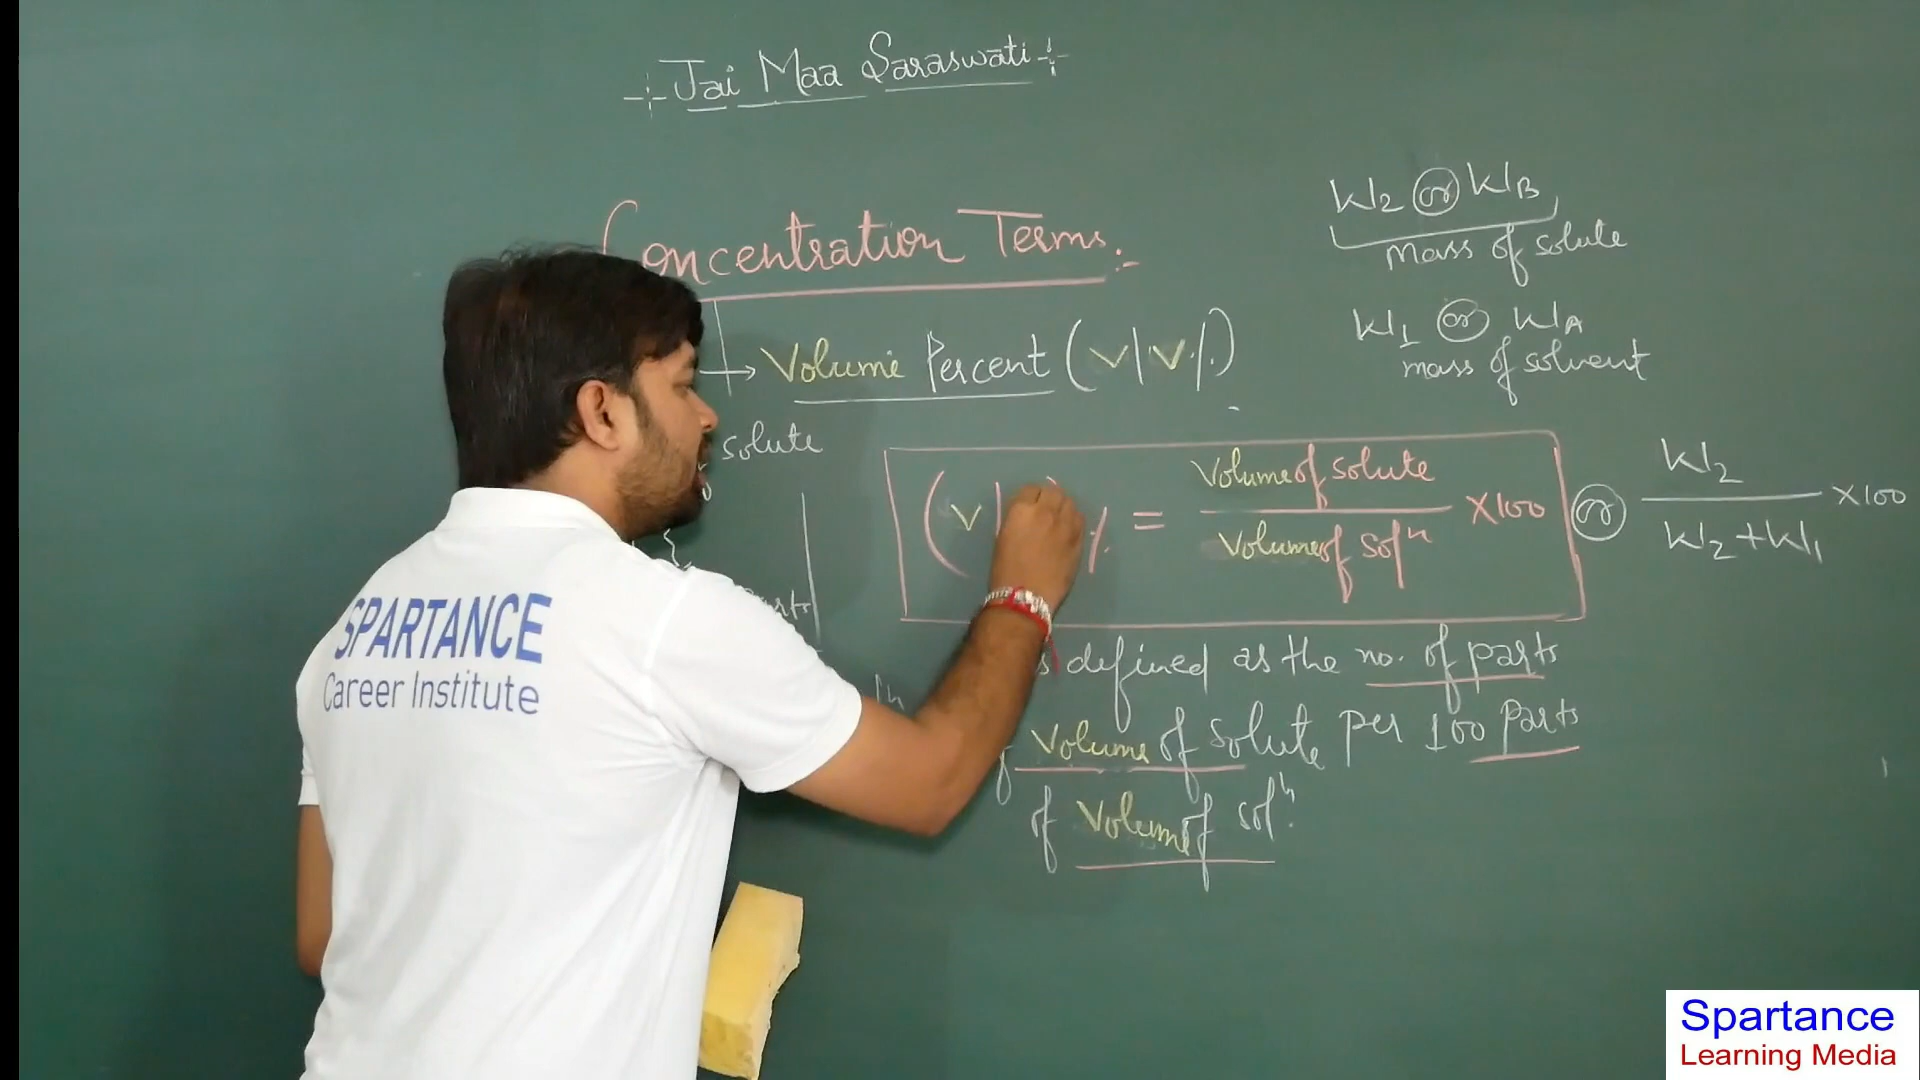 Jai Maa Saraswati
Concentration Terms:-
→ Volume Percent (v|v%)
W2 or WB
Mass of solute
W1 or WA
mass of solvent
solute
(v| % = Volume of solute / Volume of solⁿ ×100 or W2 / W2+W1 ×100
defined as the no. of parts
Volume of solute per 100 parts
of Volume of solⁿ.
SPARTANCE
Career Institute
Spartance
Learning Media